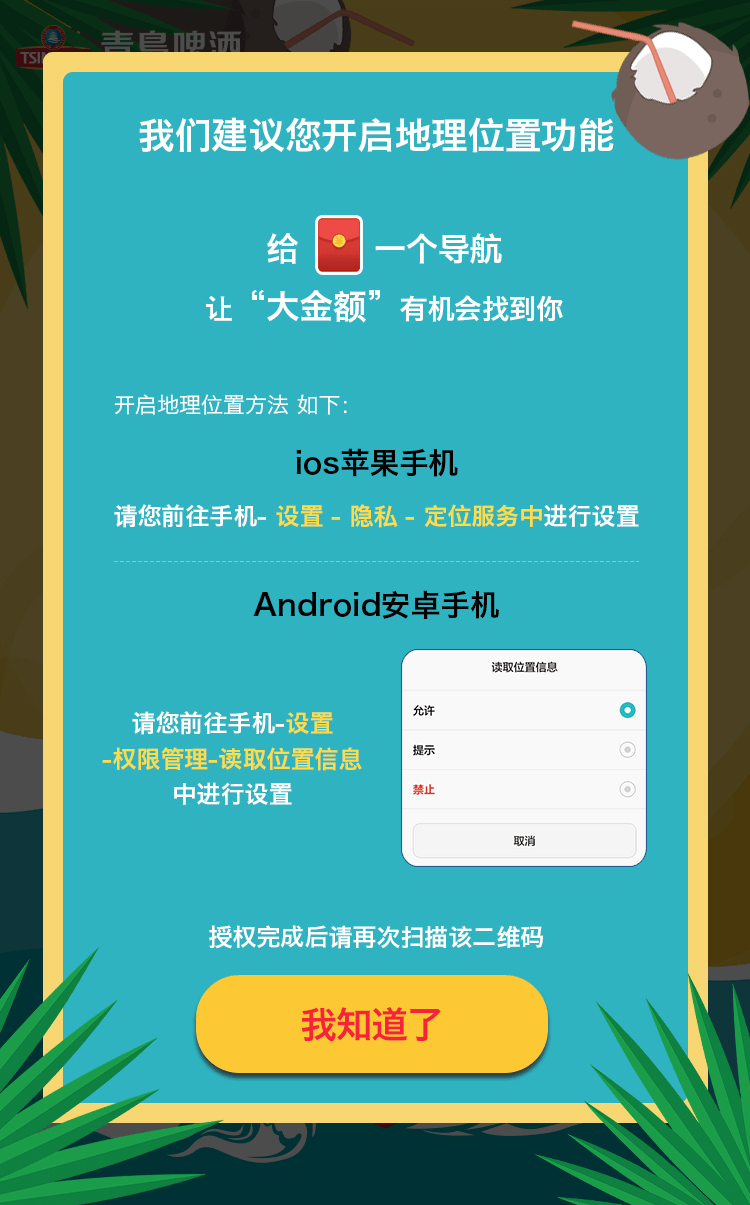 青島啤酒
我们建议您开启地理位置功能
给 一个导航
让“大金额”有机会找到你
开启地理位置方法 如下：
ios苹果手机
请您前往手机- 设置 - 隐私 - 定位服务中进行设置
Android安卓手机
请您前往手机-设置
-权限管理-读取位置信息
中进行设置
读取位置信息
允许
提示
禁止
取消
授权完成后请再次扫描该二维码
我知道了